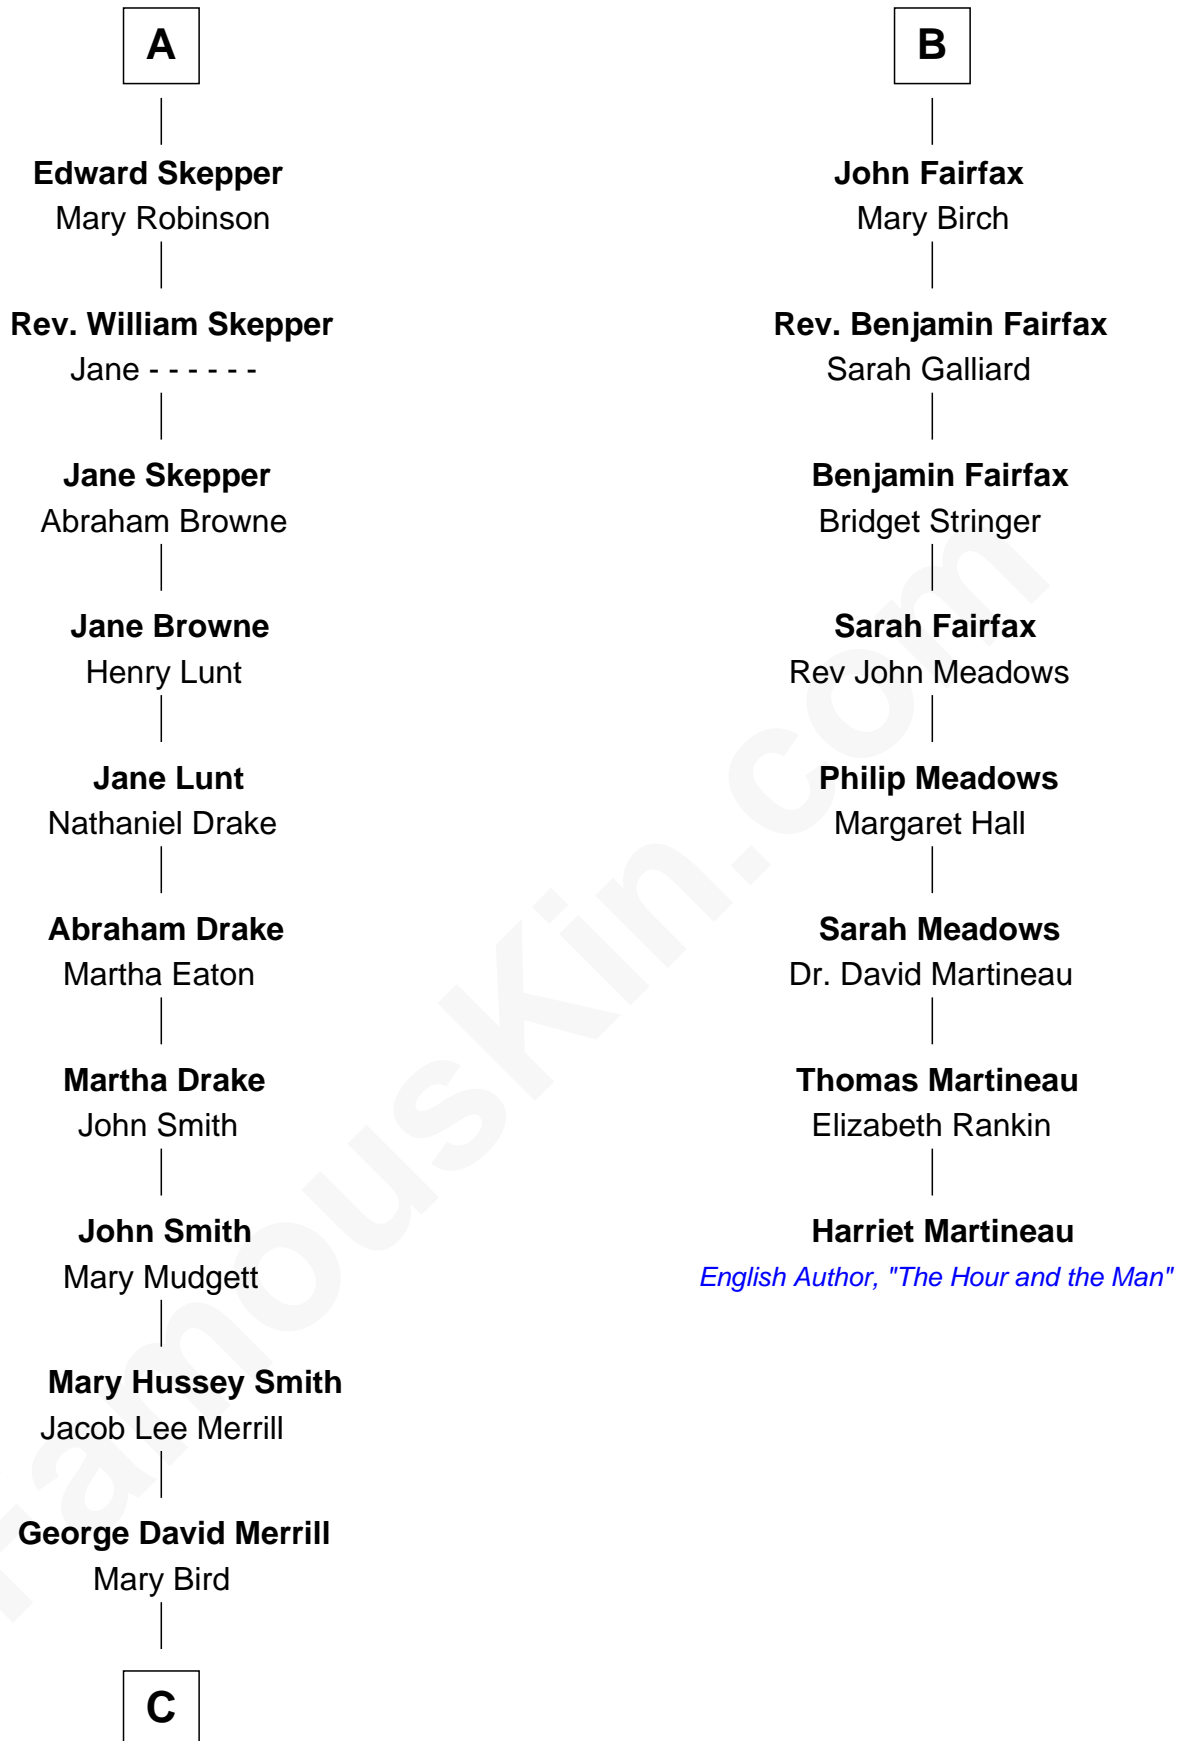 A
Edward Skepper
Mary Robinson
Rev. William Skepper
Jane - - - - - -
Jane Skepper
Abraham Browne
Jane Browne
Henry Lunt
Jane Lunt
Nathaniel Drake
Abraham Drake
Martha Eaton
Martha Drake
John Smith
John Smith
Mary Mudgett
Mary Hussey Smith
Jacob Lee Merrill
George David Merrill
Mary Bird
C
B
John Fairfax
Mary Birch
Rev. Benjamin Fairfax
Sarah Galliard
Benjamin Fairfax
Bridget Stringer
Sarah Fairfax
Rev John Meadows
Philip Meadows
Margaret Hall
Sarah Meadows
Dr. David Martineau
Thomas Martineau
Elizabeth Rankin
Harriet Martineau
English Author, "The Hour and the Man"
FamousKin.com